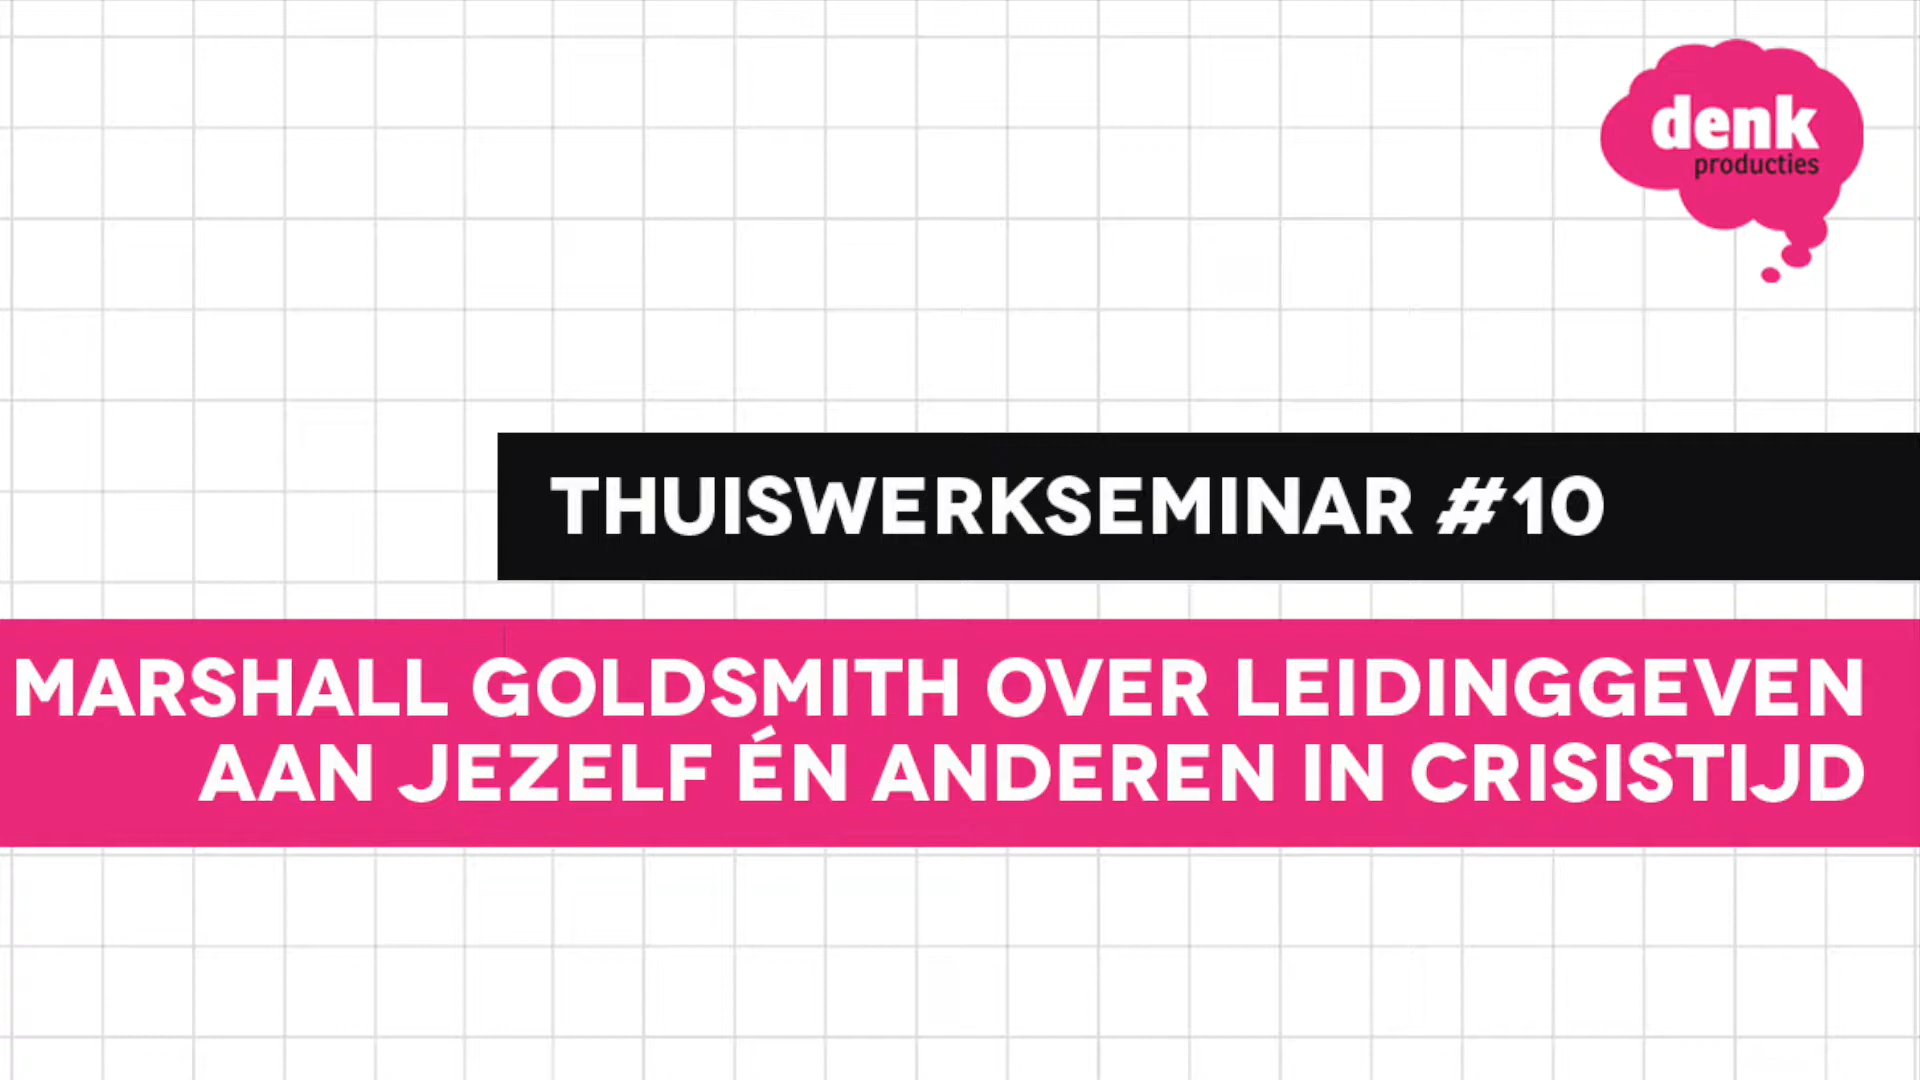 denk
producties
THUISWERKSEMINAR #10
MARSHALL GOLDSMITH OVER LEIDINGGEVEN
AAN JEZELF ÉN ANDEREN IN CRISISTIJD